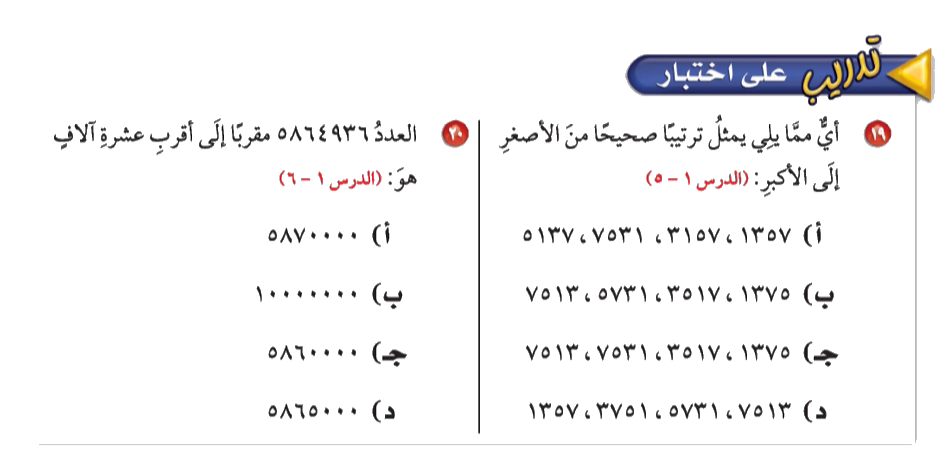 تدريب على اختبار
١٩ أيٌّ ممَّا يلِي يمثلُ ترتيبًا صحيحًا منَ الأصغرِ
إلَى الأكبرِ: (الدرس ١ – ٥)
أ) ١٣٥٧ ، ٣١٥٧ ، ٧٥٣١ ، ٥١٣٧
ب) ١٣٧٥ ، ٣٥١٧ ، ٥٧٣١ ، ٧٥١٣
جـ) ١٣٧٥ ، ٣٥١٧ ، ٧٥٣١ ، ٧٥١٣
د) ٧٥١٣ ، ٥٧٣١ ، ٣٧٥١ ، ١٣٥٧
٢٠ العددُ ٥٨٦٤٩٣٦ مقربًا إلَى أقربِ عشرةِ آلافٍ
هوَ: (الدرس ١ – ٦)
أ) ٥٨٧٠٠٠٠
ب) ١٠٠٠٠٠٠٠
جـ) ٥٨٦٠٠٠٠
د) ٥٨٦٥٠٠٠